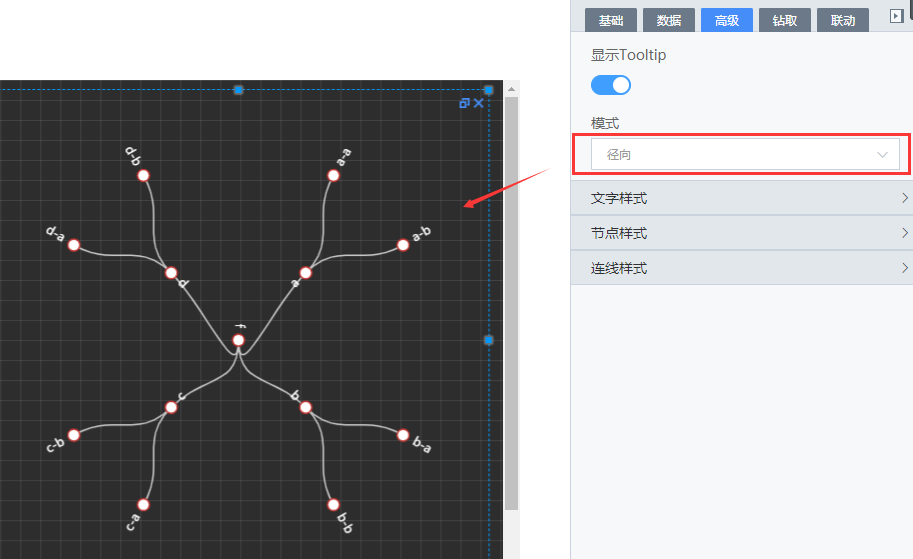 基础 数据 高级 钻取 联动
显示Tooltip
模式
径向
文字样式
节点样式
连线样式
d-b
a-a
d-a
a-b
d
a
f
c
b
c-b
b-a
c-a
b-b